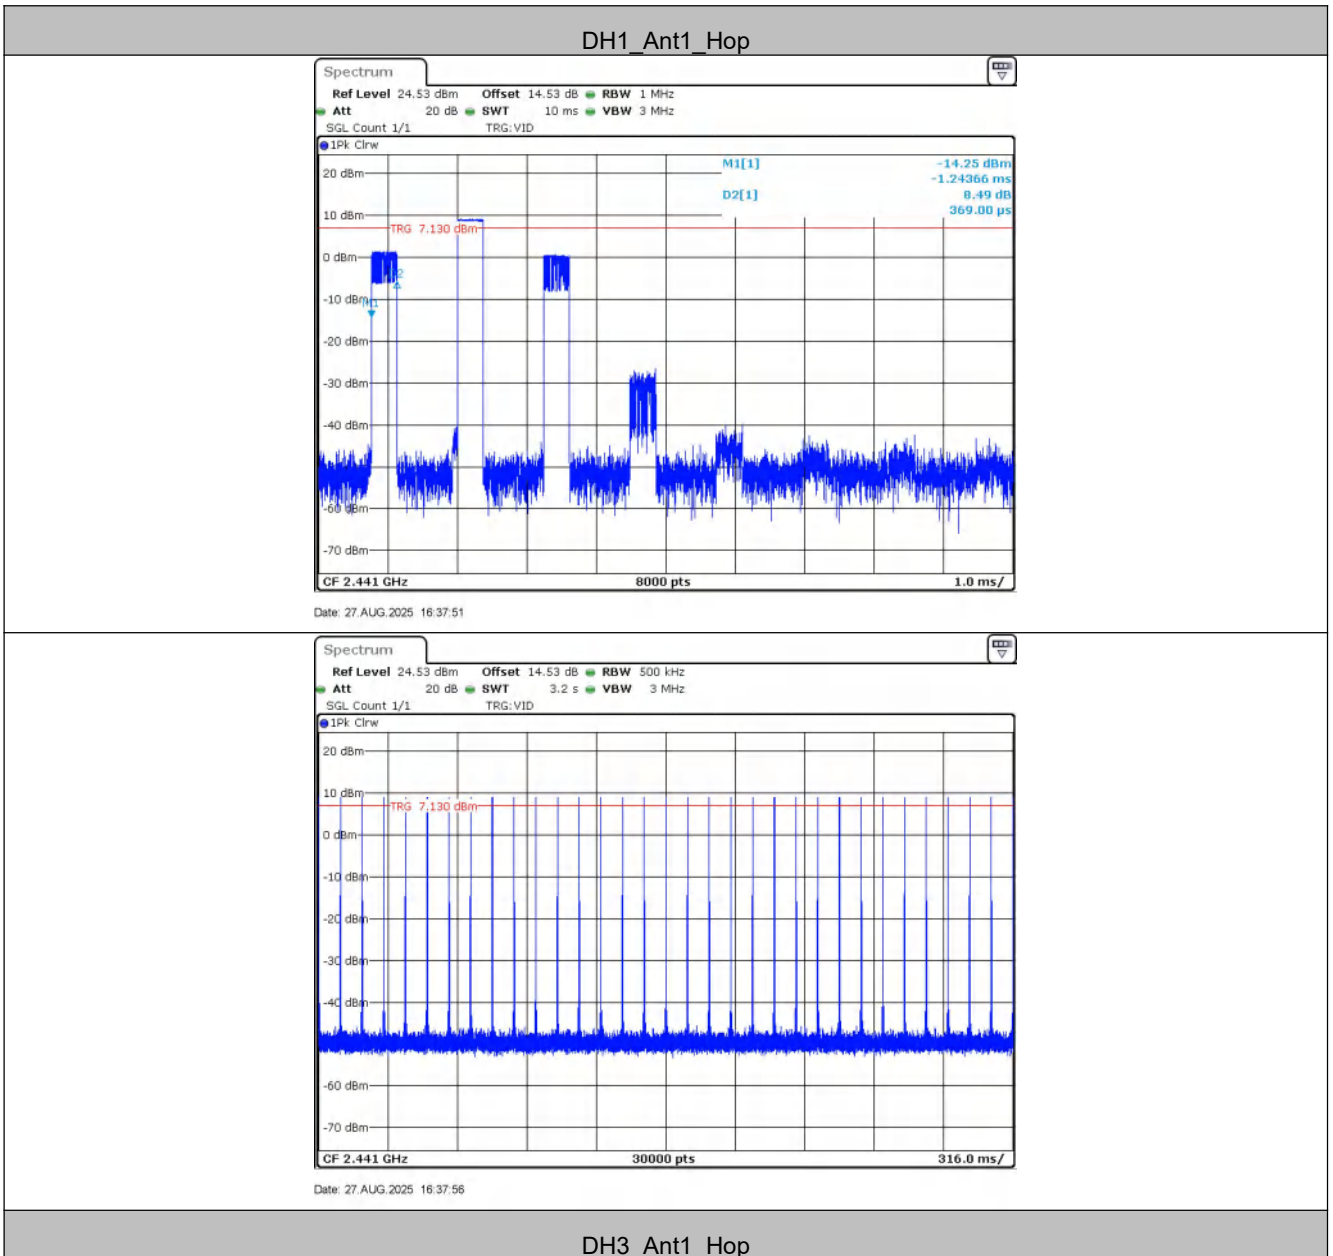 DH1_Ant1_Hop
Spectrum
Ref Level 24.53 dBm Offset 14.53 dB RBW 1 MHz
Att 20 dB SWT 10 ms VBW 3 MHz
SGL Count 1/1 TRG:VID
1Pk Clrw
M1[1] -14.25 dBm
-1.24366 ms
D2[1] 8.49 dB
369.00 µs
20 dBm
10 dBm
TRG 7.130 dBm
0 dBm
-10 dBm
M1
-20 dBm
-30 dBm
-40 dBm
-60 dBm
-70 dBm
CF 2.441 GHz 8000 pts 1.0 ms/
Date: 27.AUG.2025 16:37:51
Spectrum
Ref Level 24.53 dBm Offset 14.53 dB RBW 500 kHz
Att 20 dB SWT 3.2 s VBW 3 MHz
SGL Count 1/1 TRG:VID
1Pk Clrw
20 dBm
10 dBm
TRG 7.130 dBm
0 dBm
-10 dBm
-20 dBm
-30 dBm
-40 dBm
-60 dBm
-70 dBm
CF 2.441 GHz 30000 pts 316.0 ms/
Date: 27.AUG.2025 16:37:56
DH3_Ant1_Hop